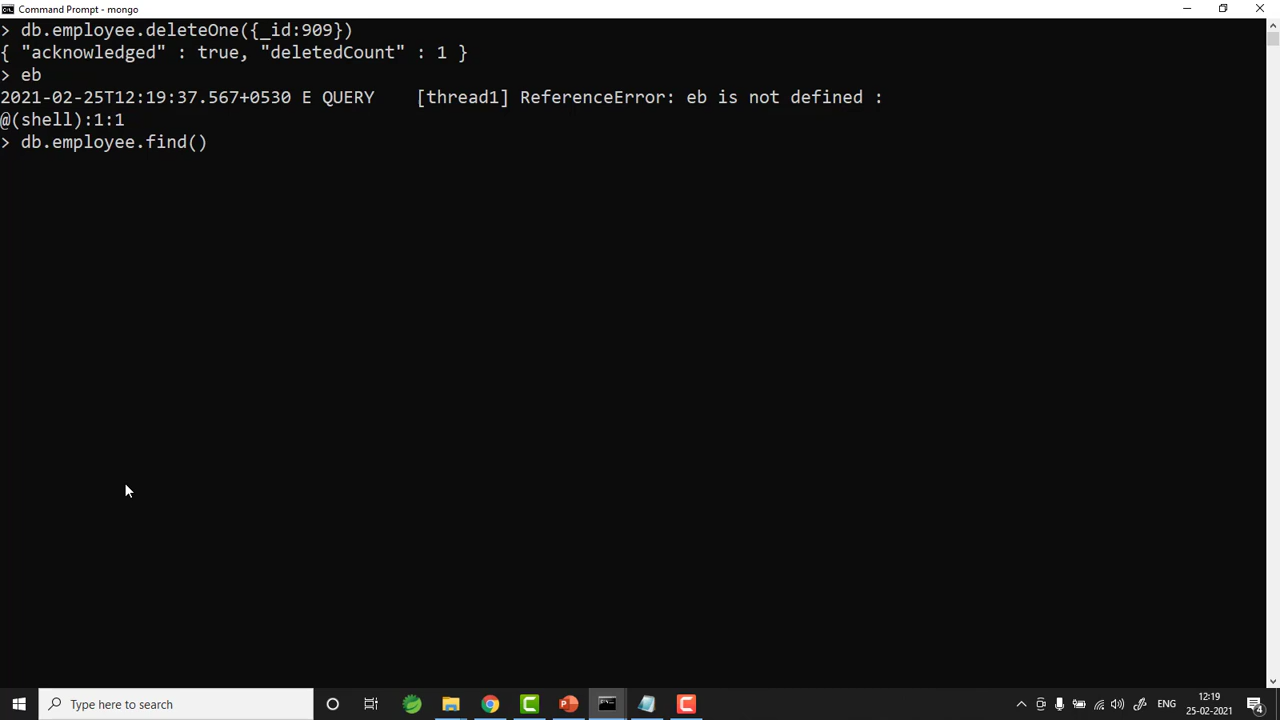 Command Prompt - mongo
> db.employee.deleteOne({_id:909})
{ "acknowledged" : true, "deletedCount" : 1 }
> eb
2021-02-25T12:19:37.567+0530 E QUERY    [thread1] ReferenceError: eb is not defined :
@(shell):1:1
> db.employee.find()
Type here to search
ENG
12:19
25-02-2021
4